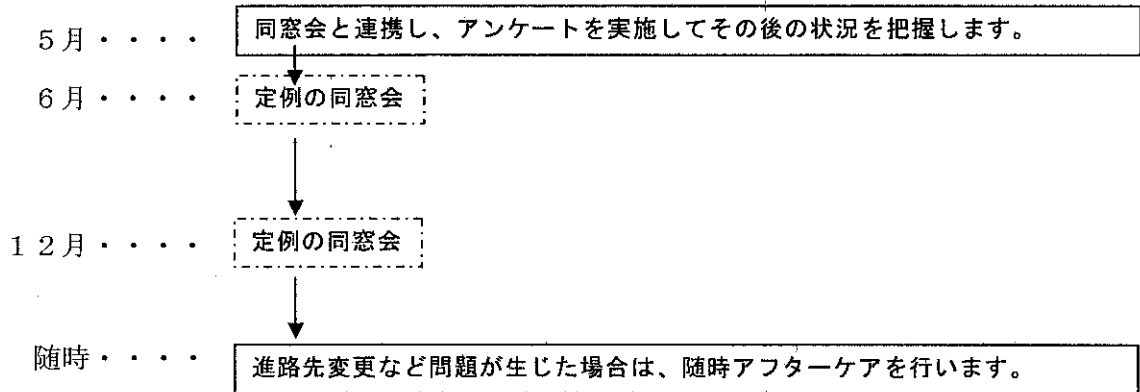 5月・・・・ 同窓会と連携し、アンケートを実施してその後の状況を把握します。
6月・・・・ 定例の同窓会
12月・・・・ 定例の同窓会
随時・・・・ 進路先変更など問題が生じた場合は、随時アフターケアを行います。